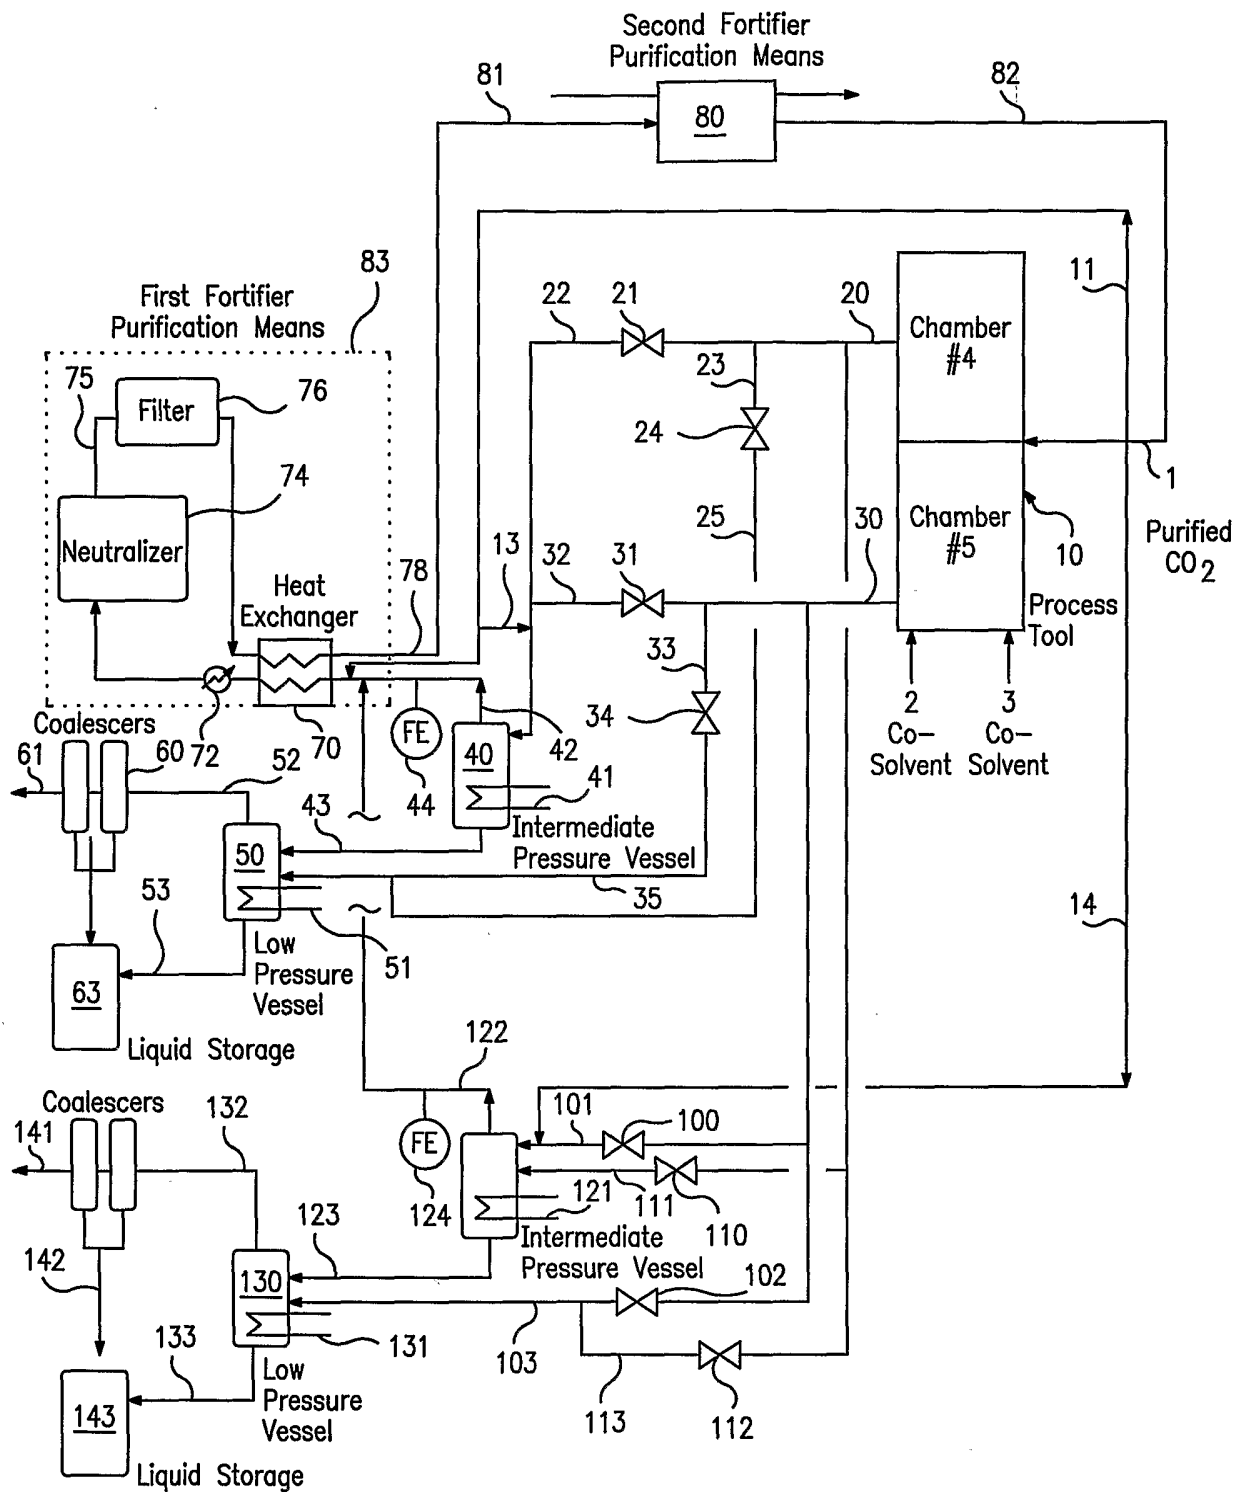 Second Fortifier
Purification Means
81
82
80
83
11
First Fortifier
Purification Means
22
21
20
Chamber
#4
23
75
76
Filter
24
74
1
25
30
Chamber
#5
10
Purified
CO2
Neutralizer
13
32
31
78
Heat
Exchanger
Process
Tool
33
2
3
34
Co-
Solvent
Co-
Solvent
Coalescers
72
70
FE
42
40
61
60
52
44
41
43
Intermediate
Pressure Vessel
50
35
53
14
51
Low
Pressure
Vessel
63
Liquid Storage
122
Coalescers
132
101
100
141
FE
124
121
111
110
123
Intermediate
Pressure Vessel
142
130
102
133
131
103
Low
Pressure
Vessel
143
113
112
Liquid Storage